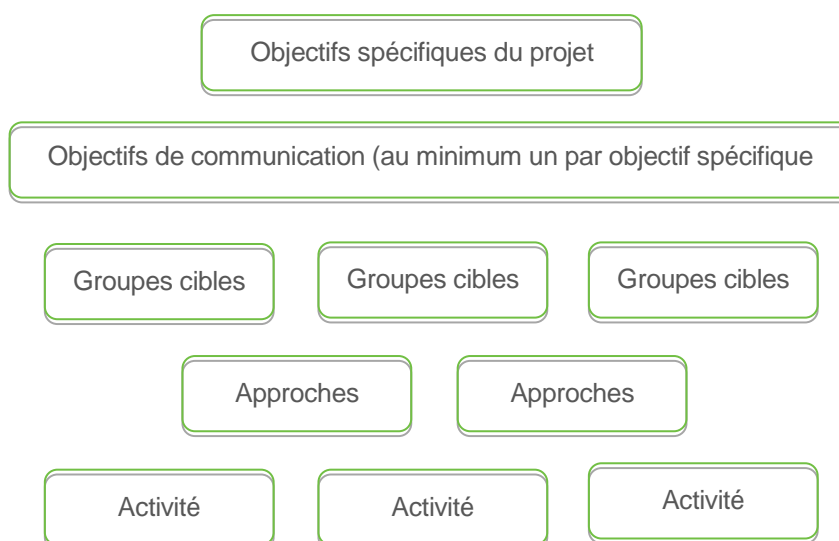 Objectifs spécifiques du projet
Objectifs de communication (au minimum un par objectif spécifique
Groupes cibles
Groupes cibles
Groupes cibles
Approches
Approches
Activité
Activité
Activité